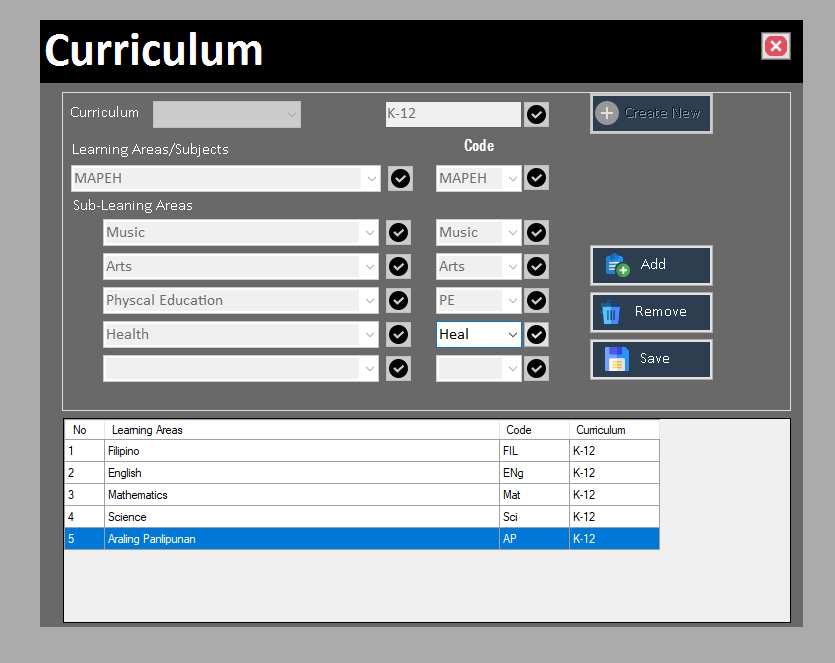 Curriculum
Curriculum K-12 Create New
Code
Learning Areas/Subjects
MAPEH MAPEH
Sub-Leaning Areas
Music Music
Arts Arts Add
Physcal Education PE Remove
Health Heal Save
No Learning Areas Code Curriculum
1 Filipino FIL K-12
2 English ENg K-12
3 Mathematics Mat K-12
4 Science Sci K-12
5 Araling Panlipunan AP K-12